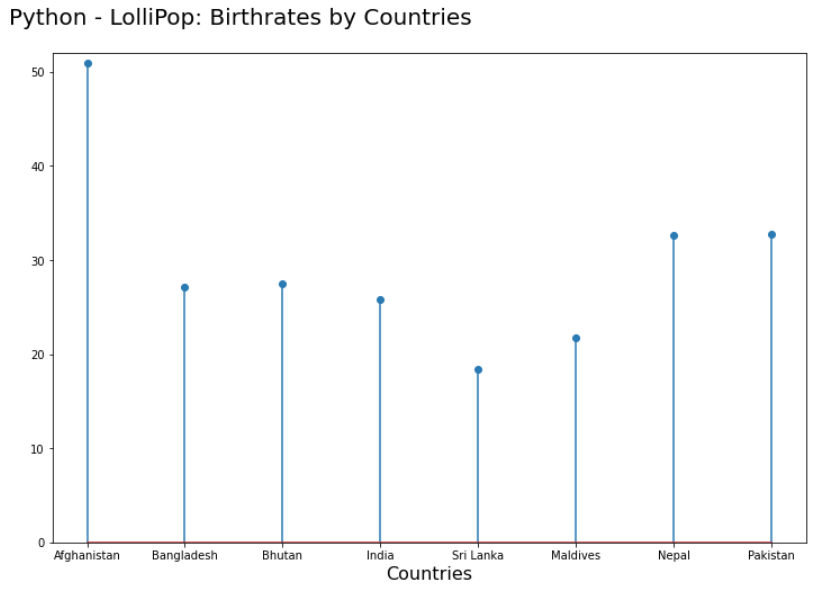 Python - LolliPop: Birthrates by Countries
50
40
30
20
10
0
Afghanistan Bangladesh Bhutan India Sri Lanka Maldives Nepal Pakistan
Countries